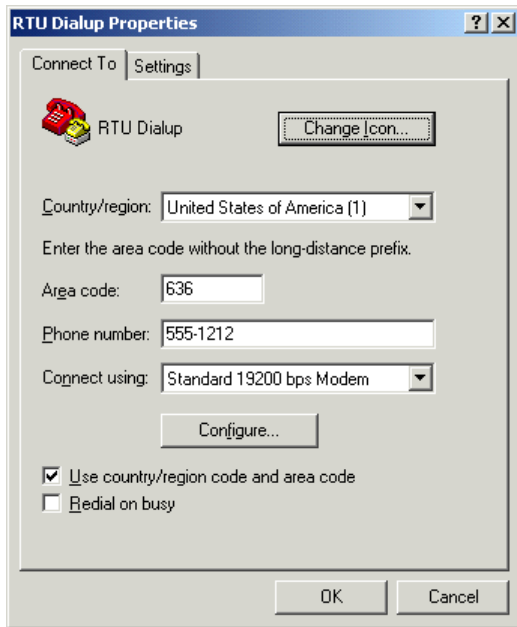 RTU Dialup Properties
? X
Connect To Settings
RTU Dialup Change Icon...
Country/region: United States of America (1)
Enter the area code without the long-distance prefix.
Area code: 636
Phone number: 555-1212
Connect using: Standard 19200 bps Modem
Configure...
Use country/region code and area code
Redial on busy
OK Cancel